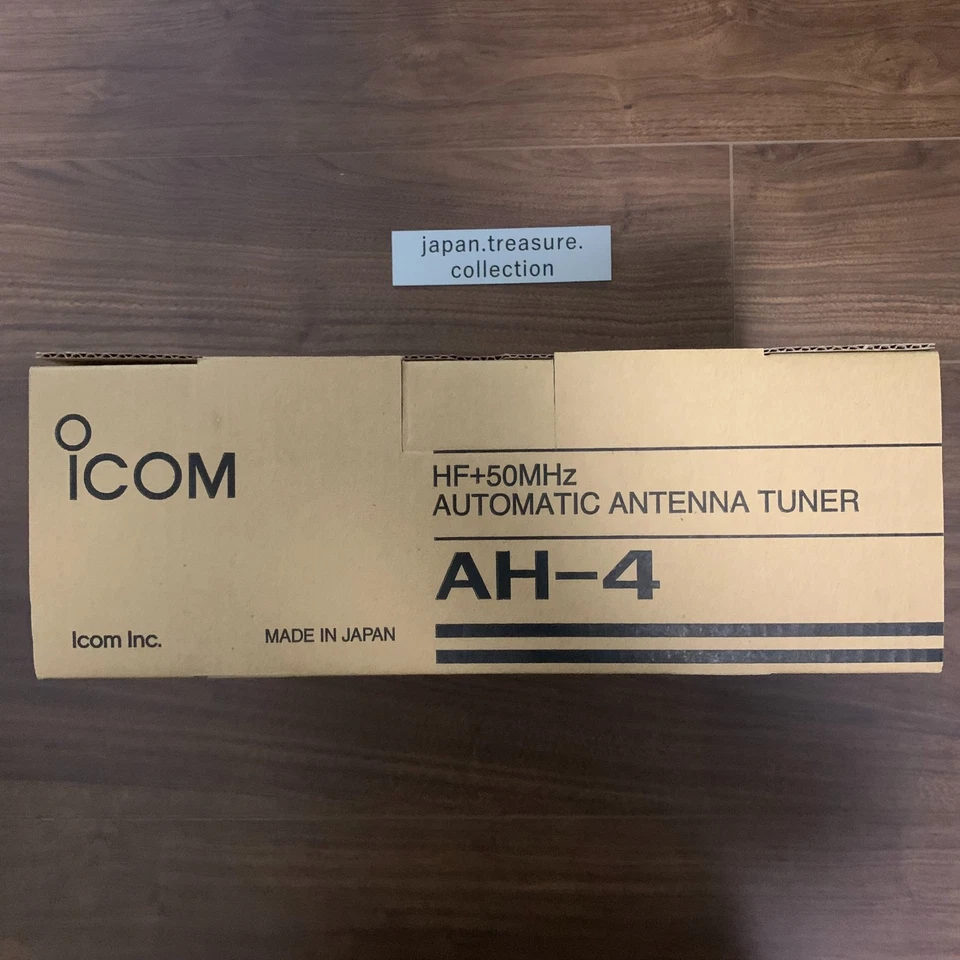 japan.treasure.
collection
iCOM
HF+50MHz
AUTOMATIC ANTENNA TUNER
AH-4
Icom Inc.
MADE IN JAPAN